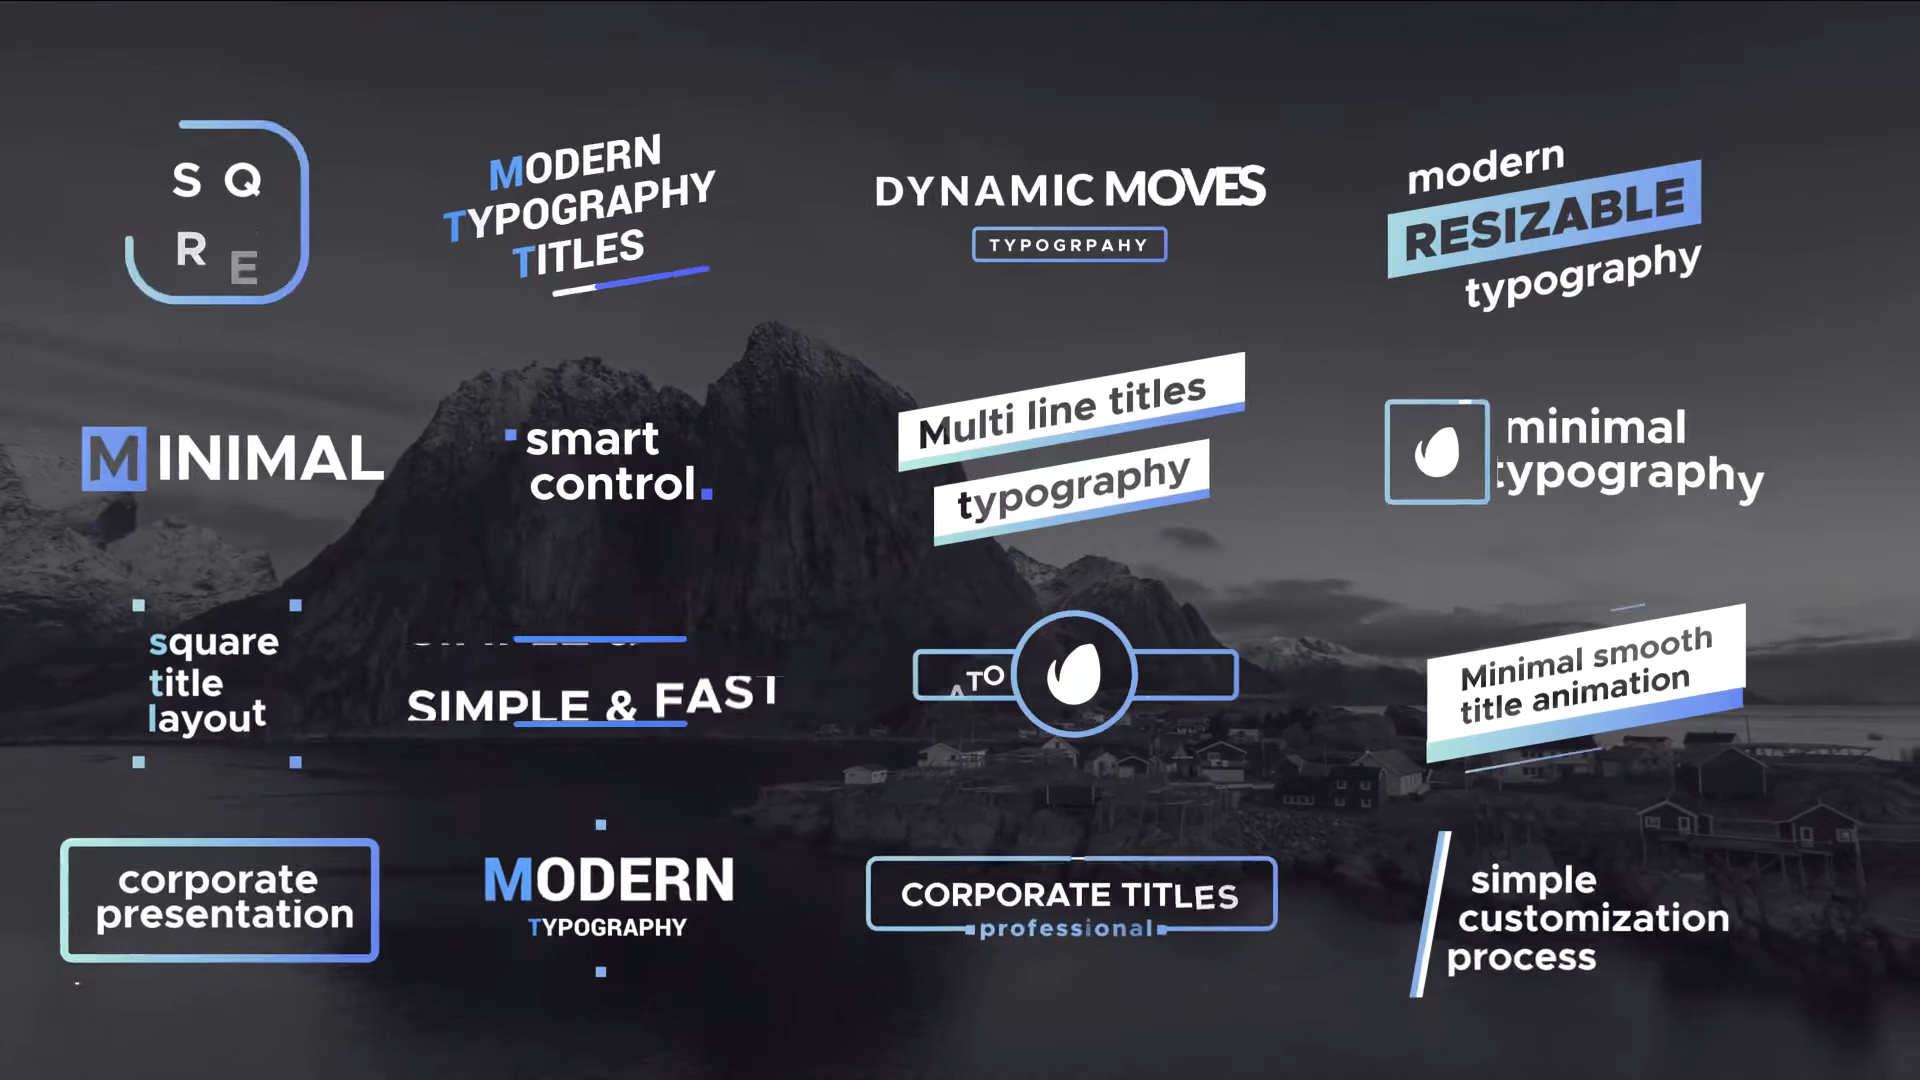 S Q
R E
MODERN
TYPOGRAPHY
TITLES
DYNAMIC MOVES
TYPOGRPAHY
modern
RESIZABLE
typography
MINIMAL
smart
control.
Multi line titles
typography
minimal
typography
square
title
layout
SIMPLE & FAST
ATO
Minimal smooth
title animation
corporate
presentation
MODERN
TYPOGRAPHY
CORPORATE TITLES
professional
simple
customization
process